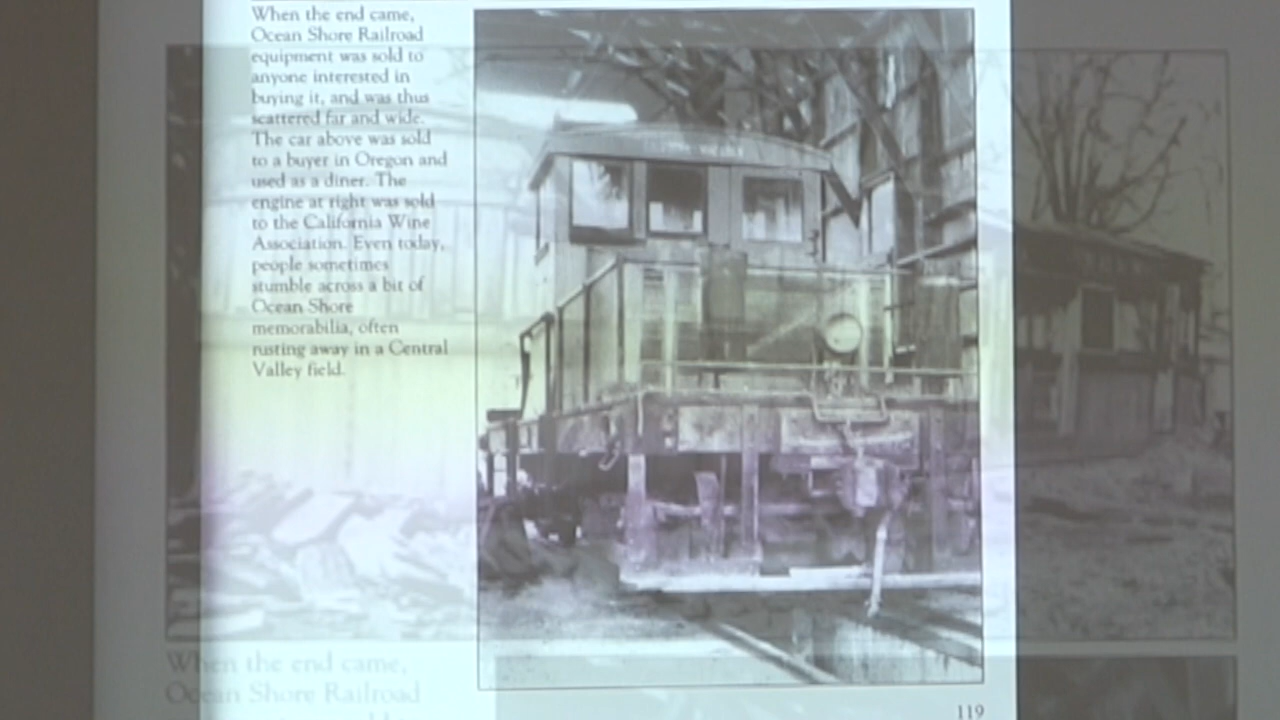 When the end came,
Ocean Shore Railroad
equipment was sold to
anyone interested in
buying it, and was thus
scattered far and wide.
The car above was sold
to a buyer in Oregon and
used as a diner. The
engine at right was sold
to the California Wine
Association. Even today,
people sometimes
stumble across a bit of
Ocean Shore
memorabilia, often
rusting away in a Central
Valley field.
119
When the end came,
Ocean Shore Railroad